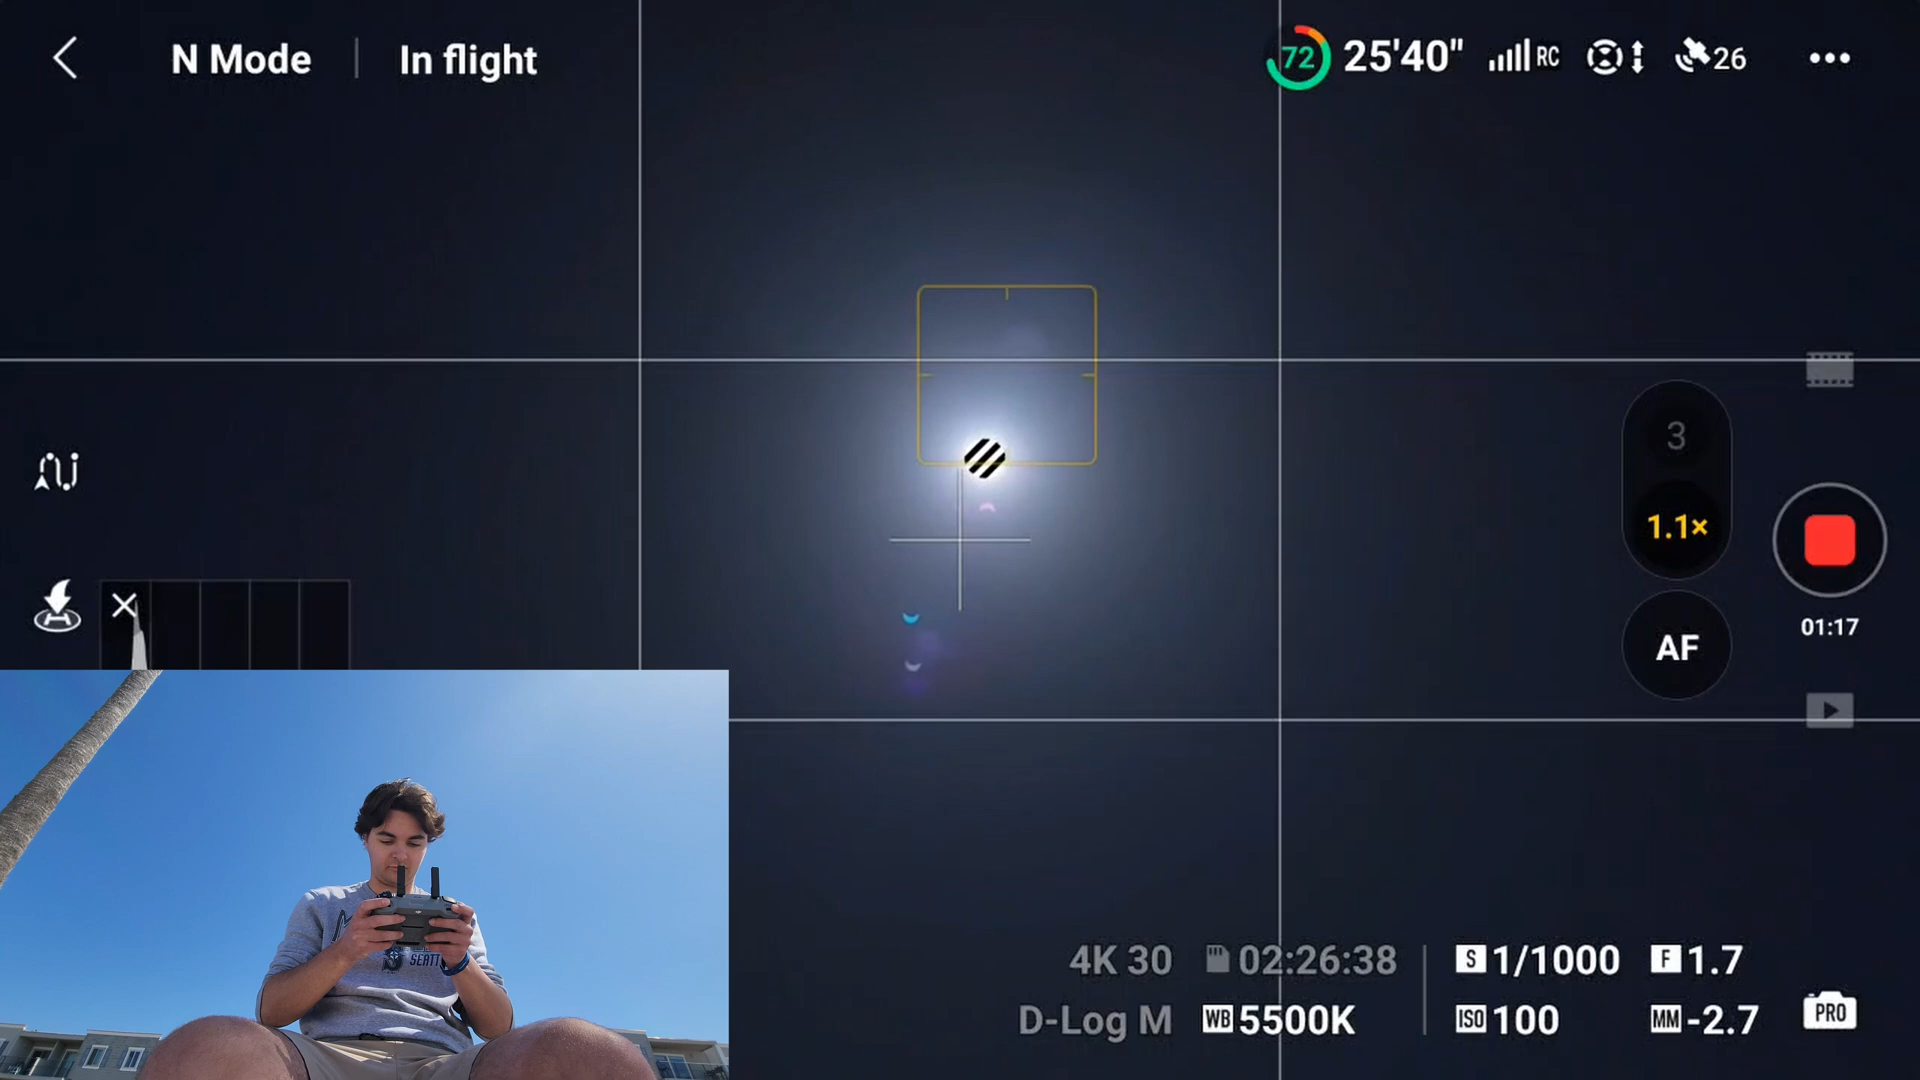 N Mode | In flight
72 25'40" RC 26
3
1.1×
01:17
AF
4K 30 02:26:38 S 1/1000 F 1.7
D-Log M WB 5500K ISO 100 MM -2.7
PRO
SEATT